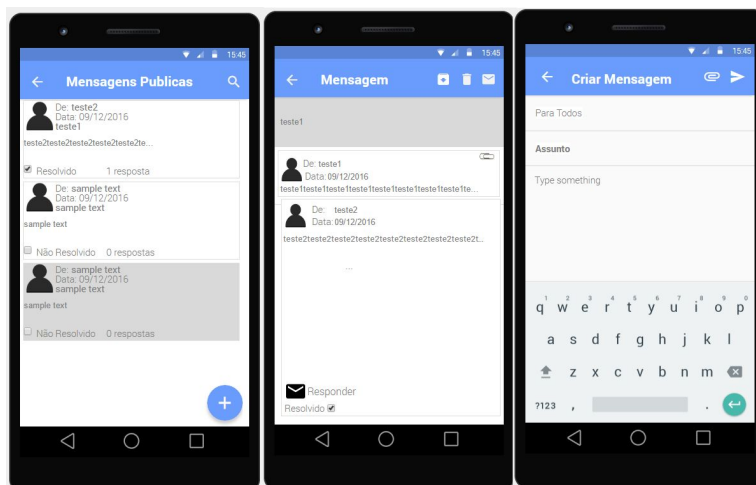 15:45
Mensagens Publicas
De: teste2
Data: 09/12/2016
teste1
teste2teste2teste2teste2teste2te...
Resolvido 1 resposta
De: sample text
Data: 09/12/2016
sample text
sample text
Não Resolvido 0 respostas
De: sample text
Data: 09/12/2016
sample text
sample text
Não Resolvido 0 respostas
+
15:45
Mensagem
teste1
De: teste1
Data: 09/12/2016
teste1teste1teste1teste1teste1teste1teste1teste1te...
De: teste2
Data: 09/12/2016
teste2teste2teste2teste2teste2teste2teste2teste2t...
...
Responder
Resolvido
15:45
Criar Mensagem
Para Todos
Assunto
Type something
1 2 3 4 5 6 7 8 9 0
q w e r t y u i o p
a s d f g h j k l
z x c v b n m
?123 , .